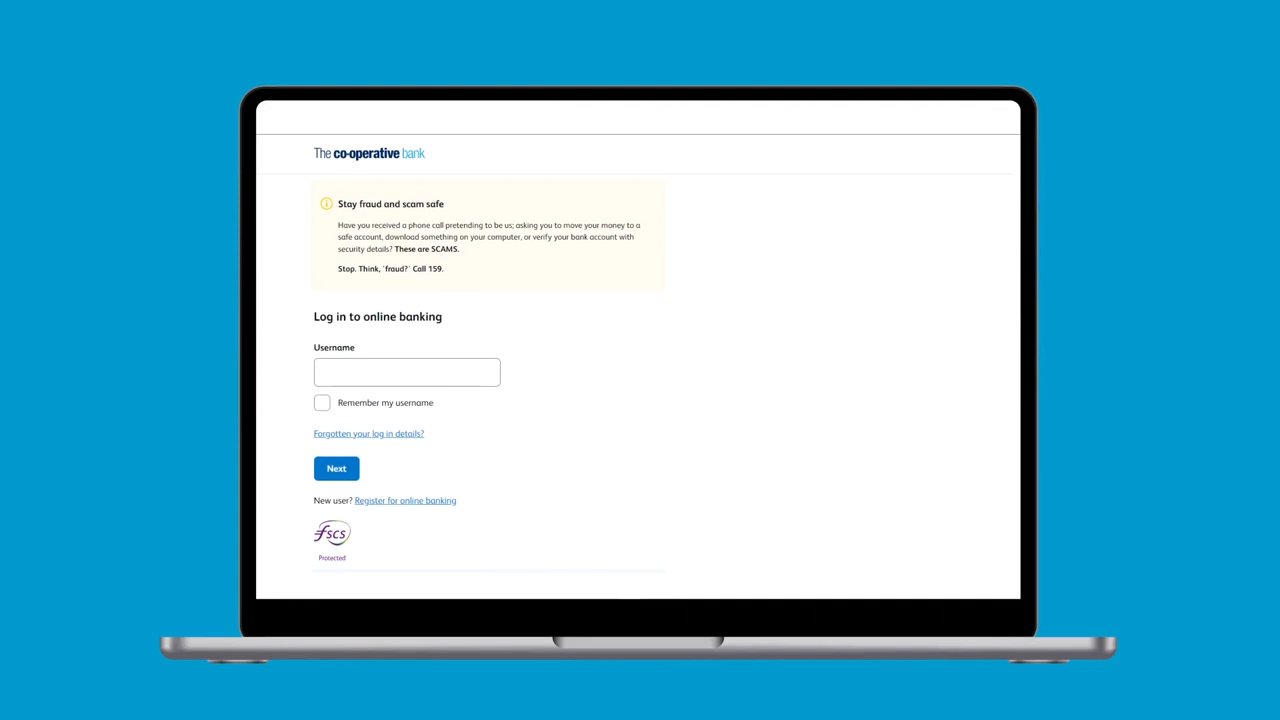 The co-operative bank
Stay fraud and scam safe
Have you received a phone call pretending to be us; asking you to move your money to a
safe account, download something on your computer, or verify your bank account with
security details? These are SCAMS.
Stop. Think, `fraud?` Call 159.
Log in to online banking
Username
Remember my username
Forgotten your log in details?
Next
New user? Register for online banking
fscs
Protected